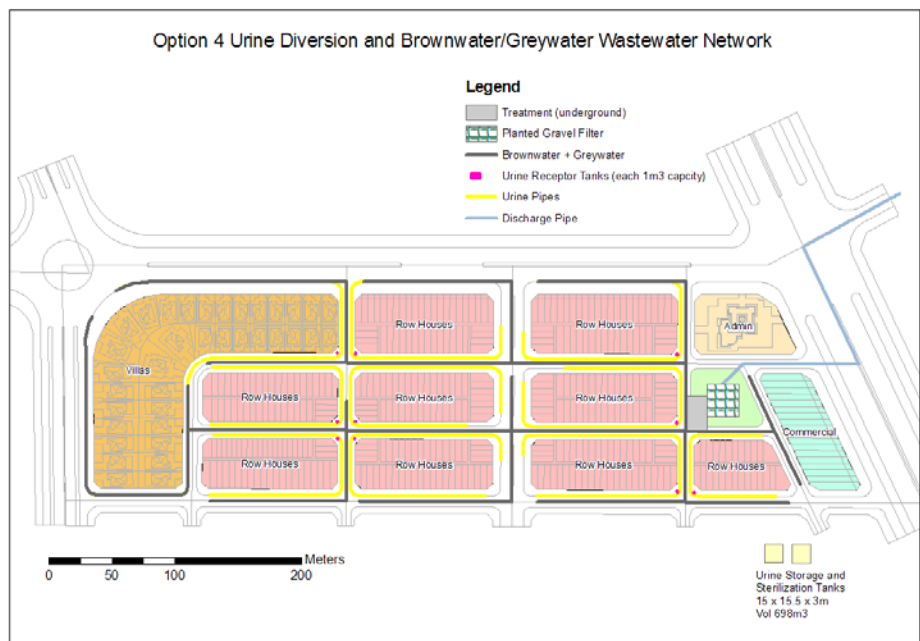 Option 4 Urine Diversion and Brownwater/Greywater Wastewater Network
Legend
Treatment (underground)
Planted Gravel Filter
Brownwater + Greywater
Urine Receptor Tanks (each 1m3 capcity)
Urine Pipes
Discharge Pipe
Row Houses
Row Houses
Admin
Villas
Row Houses
Row Houses
Row Houses
Commercial
Row Houses
Row Houses
Row Houses
Row Houses
Meters
0 50 100 200
Urine Storage and
Sterilization Tanks
15 x 15.5 x 3m
Vol 698m3